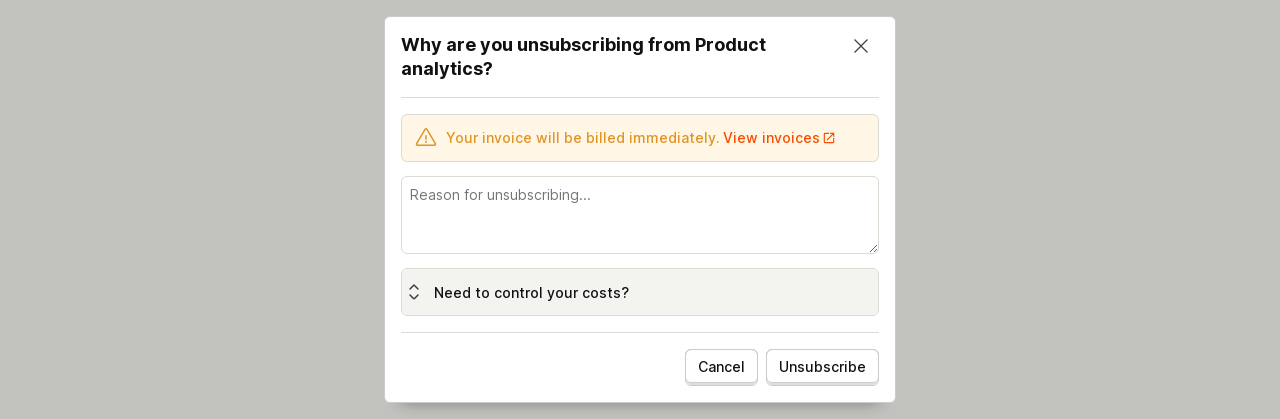 Why are you unsubscribing from Product
analytics?
Your invoice will be billed immediately. View invoices
Reason for unsubscribing...
Need to control your costs?
Cancel Unsubscribe